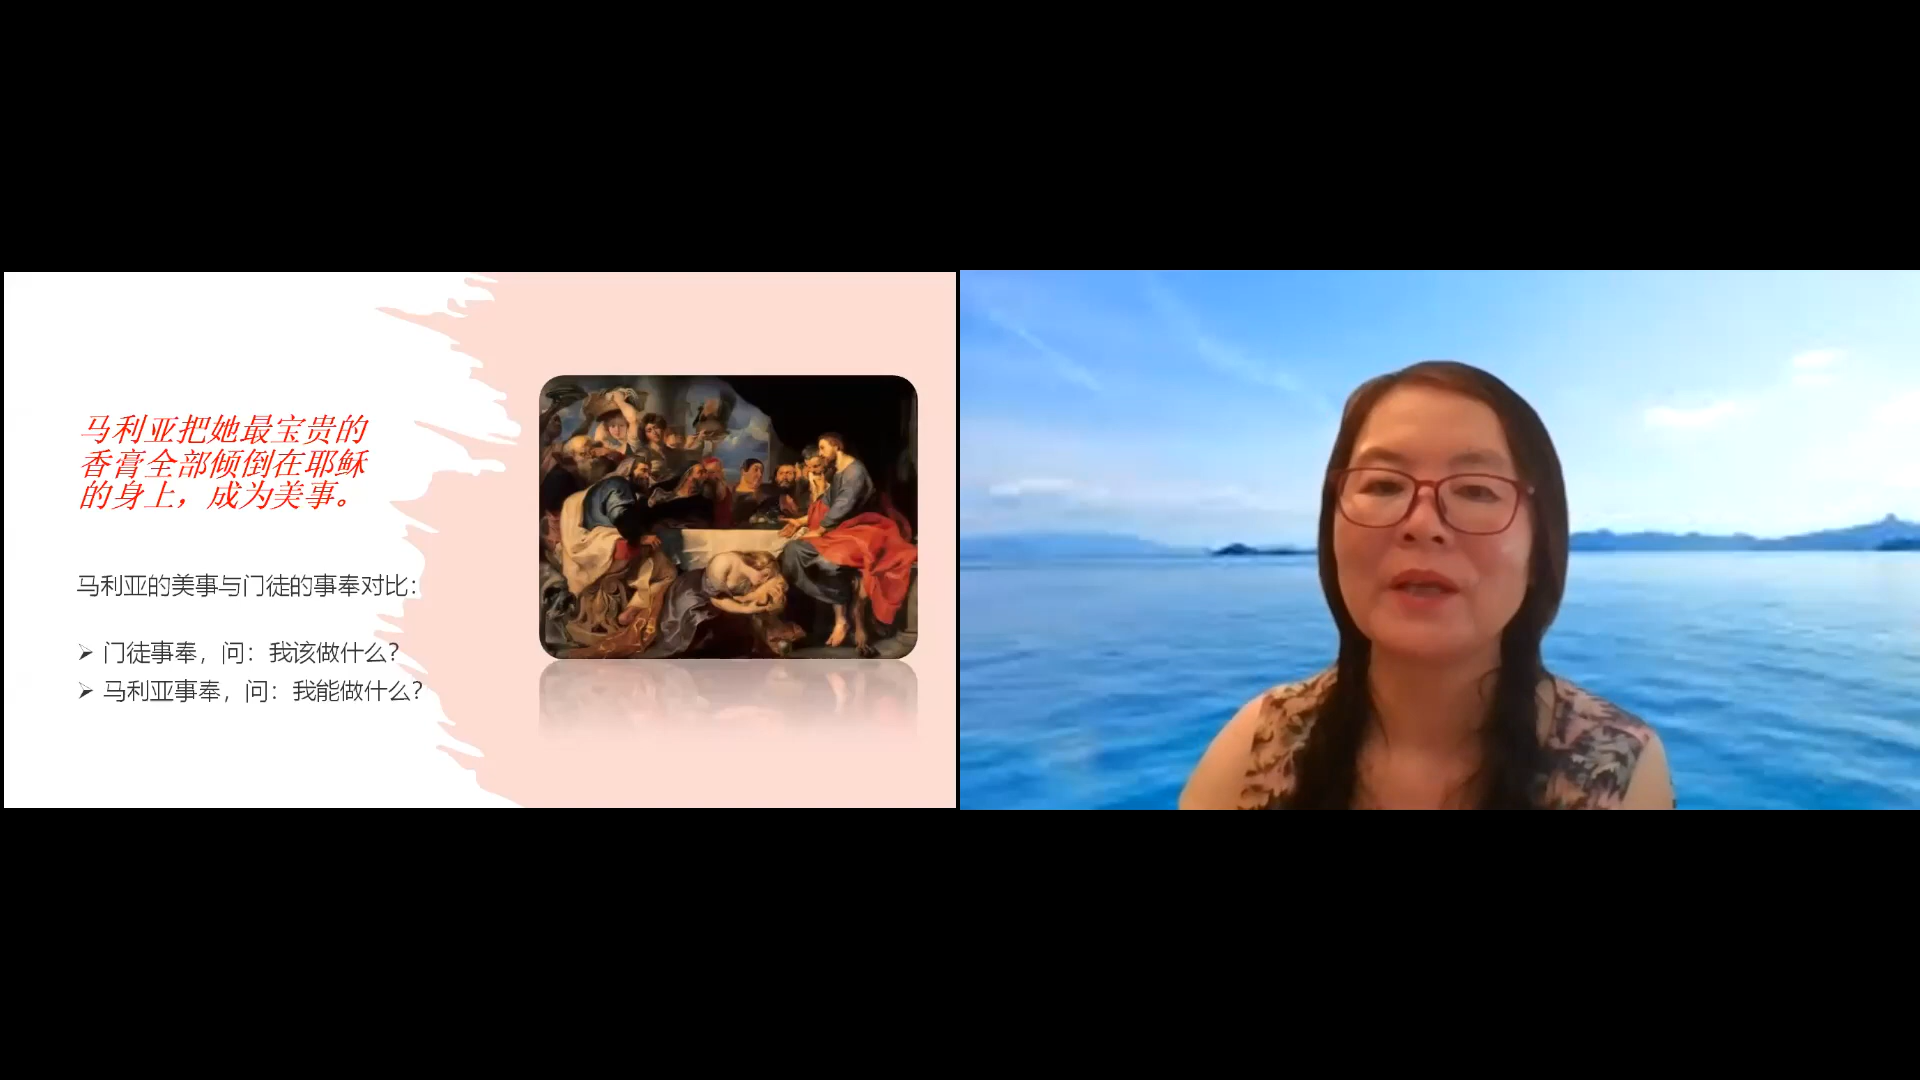 马利亚把她最宝贵的
香膏全部倾倒在耶稣
的身上，成为美事。
马利亚的美事与门徒的事奉对比：
➢ 门徒事奉，问：我该做什么？
➢ 马利亚事奉，问：我能做什么？